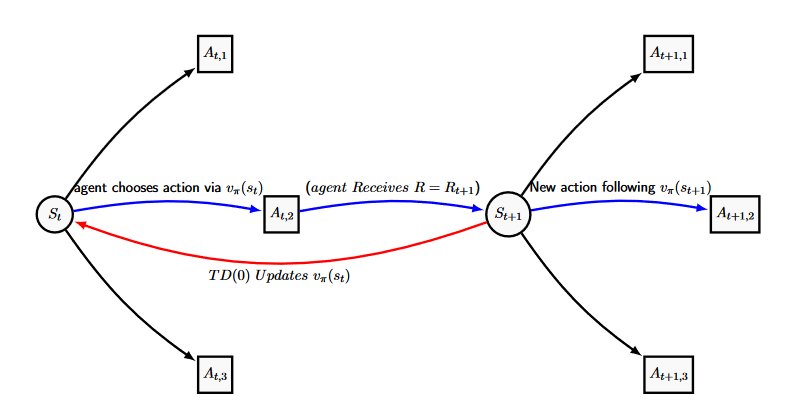 A_{t,1}
A_{t+1,1}
agent chooses action via v_π(s_t)
(agent Receives R = R_{t+1})
New action following v_π(s_{t+1})
S_t
A_{t,2}
S_{t+1}
A_{t+1,2}
TD(0) Updates v_π(s_t)
A_{t,3}
A_{t+1,3}